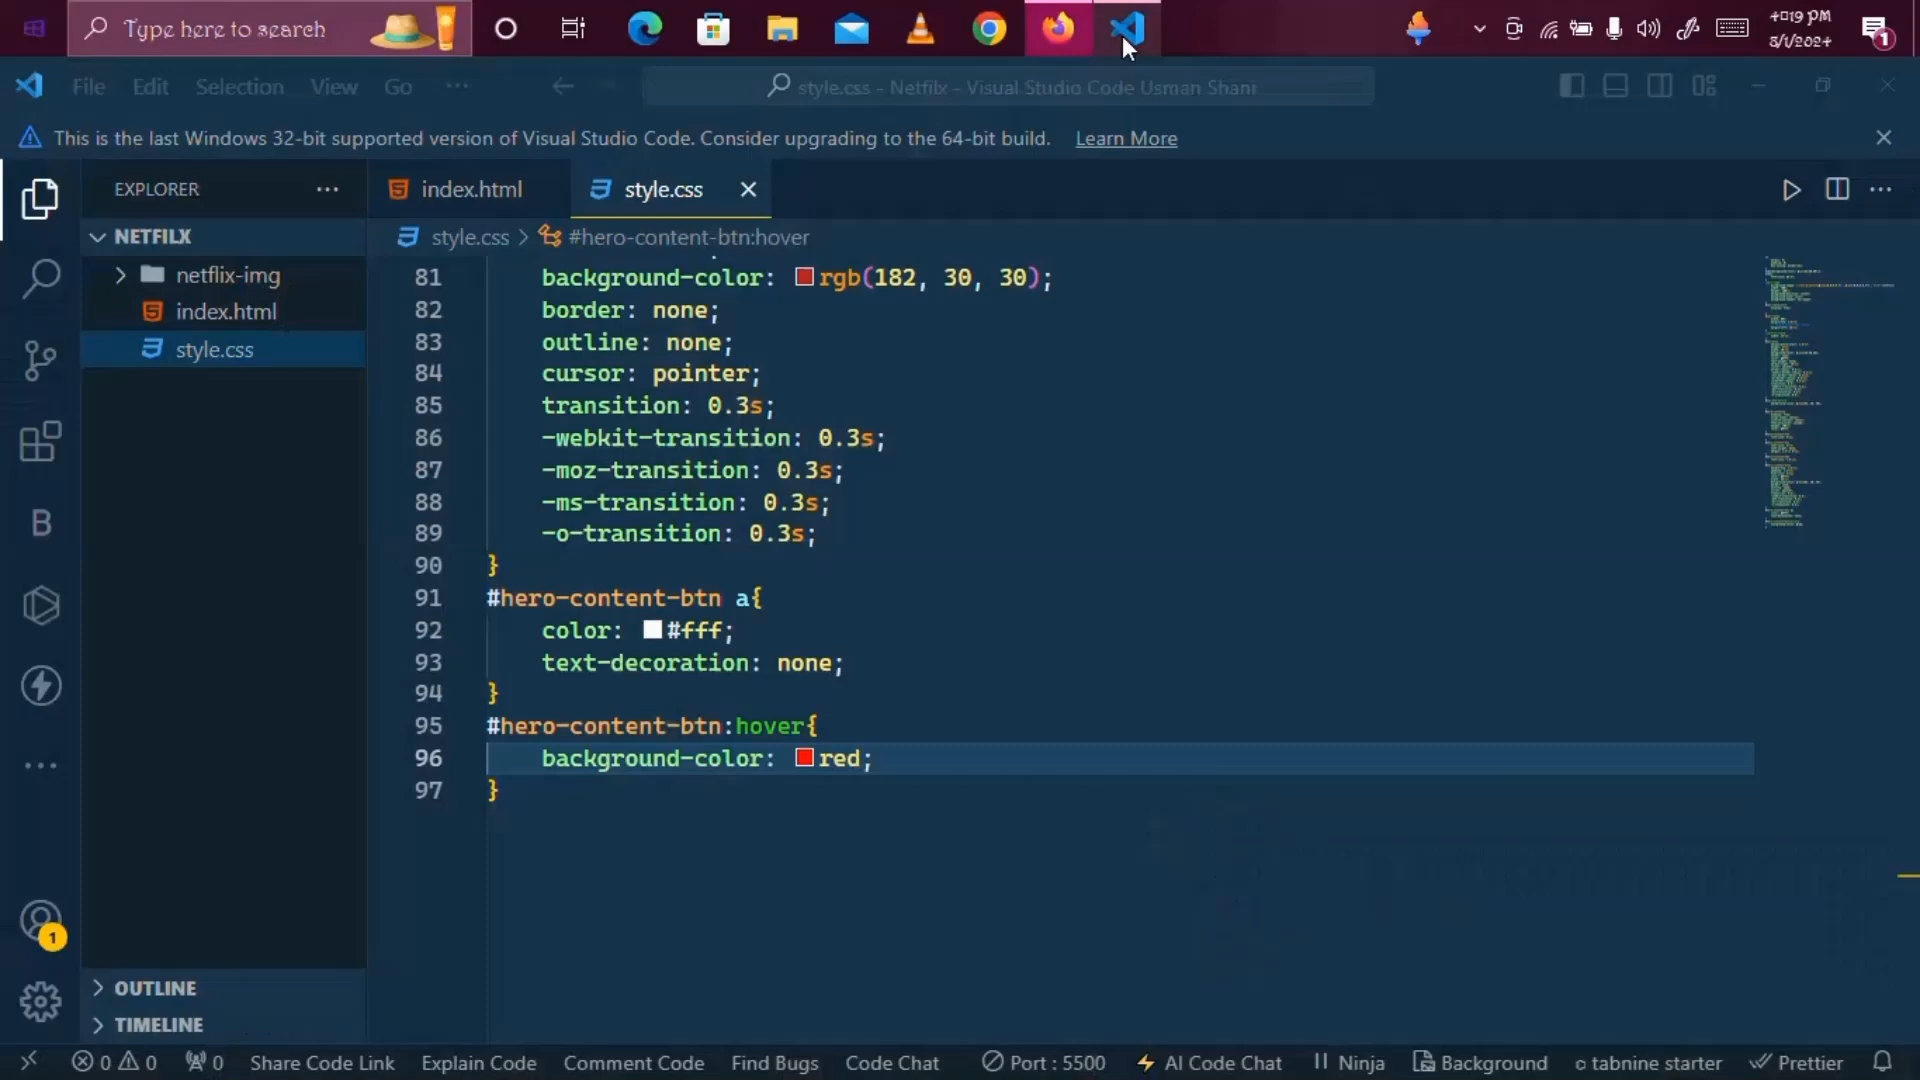 Type here to search
4:19 PM
5/1/2024
1
File Edit Selection View Go ...
style.css - Netfilx - Visual Studio Code Usman Shani
This is the last Windows 32-bit supported version of Visual Studio Code. Consider upgrading to the 64-bit build. Learn More
EXPLORER
index.html
style.css
NETFILX
style.css > #hero-content-btn:hover
netflix-img
index.html
style.css
81 background-color: rgb(182, 30, 30);
82 border: none;
83 outline: none;
84 cursor: pointer;
85 transition: 0.3s;
86 -webkit-transition: 0.3s;
87 -moz-transition: 0.3s;
88 -ms-transition: 0.3s;
89 -o-transition: 0.3s;
90 }
91 #hero-content-btn a{
92 color: #fff;
93 text-decoration: none;
94 }
95 #hero-content-btn:hover{
96 background-color: red;
97 }
B
1
OUTLINE
TIMELINE
0 0 0 Share Code Link Explain Code Comment Code Find Bugs Code Chat Port : 5500 AI Code Chat Ninja Background tabnine starter Prettier